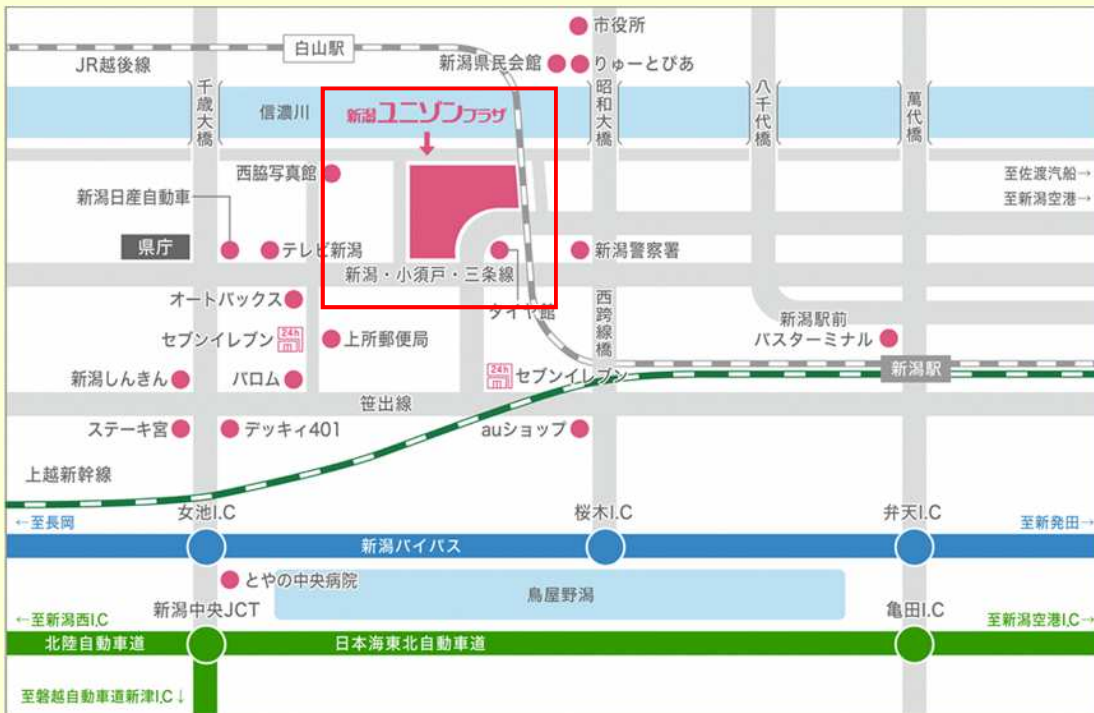 市役所
白山駅
JR越後線
新潟県民会館
りゅーとぴあ
千歳大橋
信濃川
新潟ユニゾンプラザ
↓
昭和大橋
八千代橋
萬代橋
西脇写真館
至佐渡汽船→
新潟日産自動車
至新潟空港→
県庁
テレビ新潟
新潟警察署
新潟・小須戸・三条線
オートバックス
タイヤ館
西跨線橋
新潟駅前
バスターミナル
セブンイレブン
24h
上所郵便局
新潟駅
新潟しんきん
バロム
24h
セブンイレブン
笹出線
ステーキ宮
デッキィ401
auショップ
上越新幹線
女池I.C
桜木I.C
弁天I.C
←至長岡
至新発田→
新潟バイパス
とやの中央病院
鳥屋野潟
新潟中央JCT
亀田I.C
←至新潟西I.C
至新潟空港I.C→
北陸自動車道
日本海東北自動車道
至磐越自動車道新津I.C↓